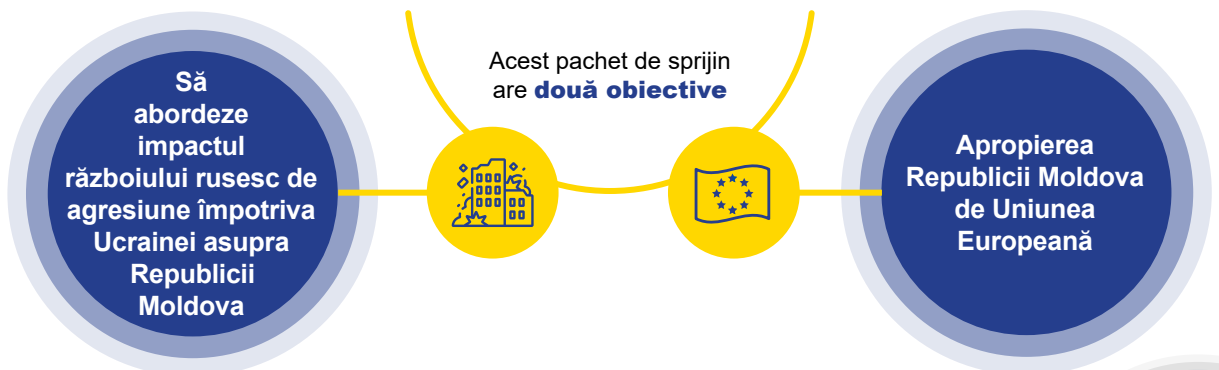 Acest pachet de sprijin
are două obiective
Să
abordeze
impactul
războiului rusesc de
agresiune împotriva
Ucrainei asupra
Republicii
Moldova
Apropierea
Republicii Moldova
de Uniunea
Europeană